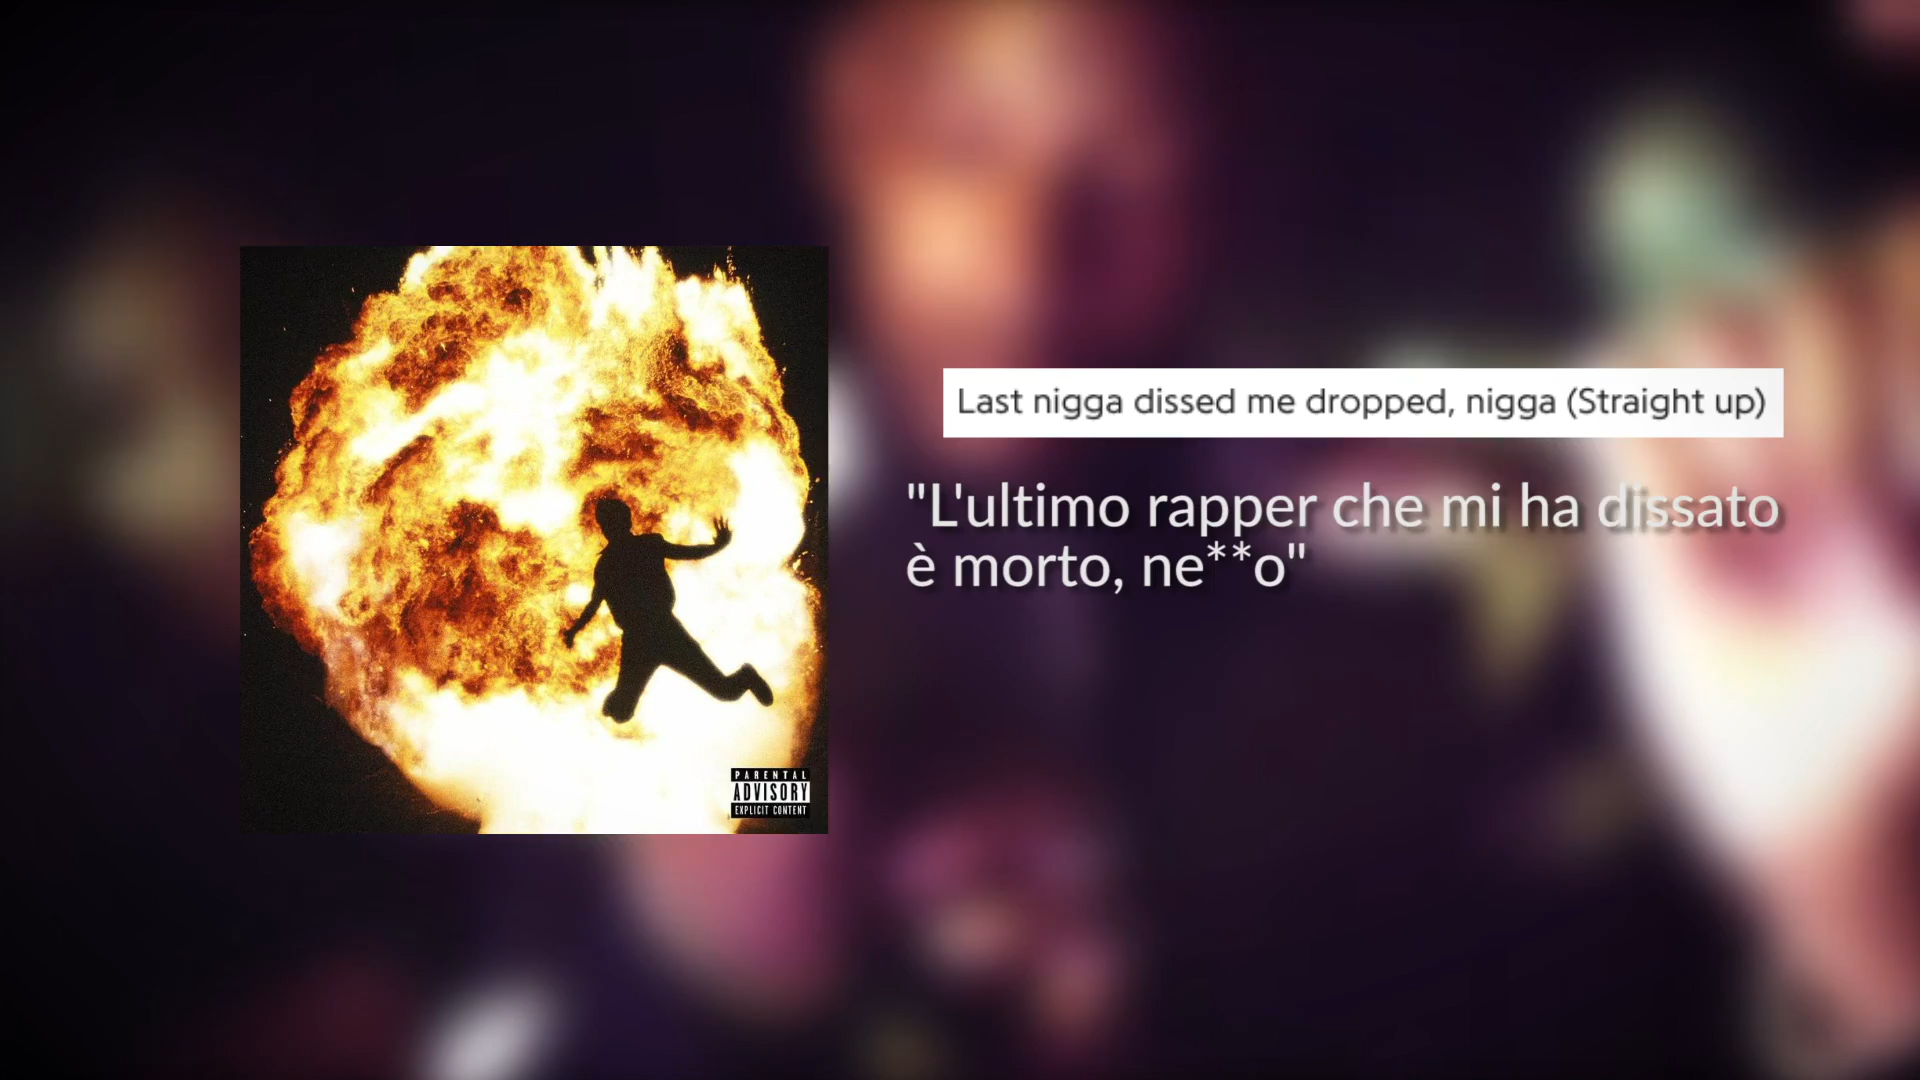 Last nigga dissed me dropped, nigga (Straight up)
"L'ultimo rapper che mi ha dissato
è morto, ne**o"
PARENTAL
ADVISORY
EXPLICIT CONTENT